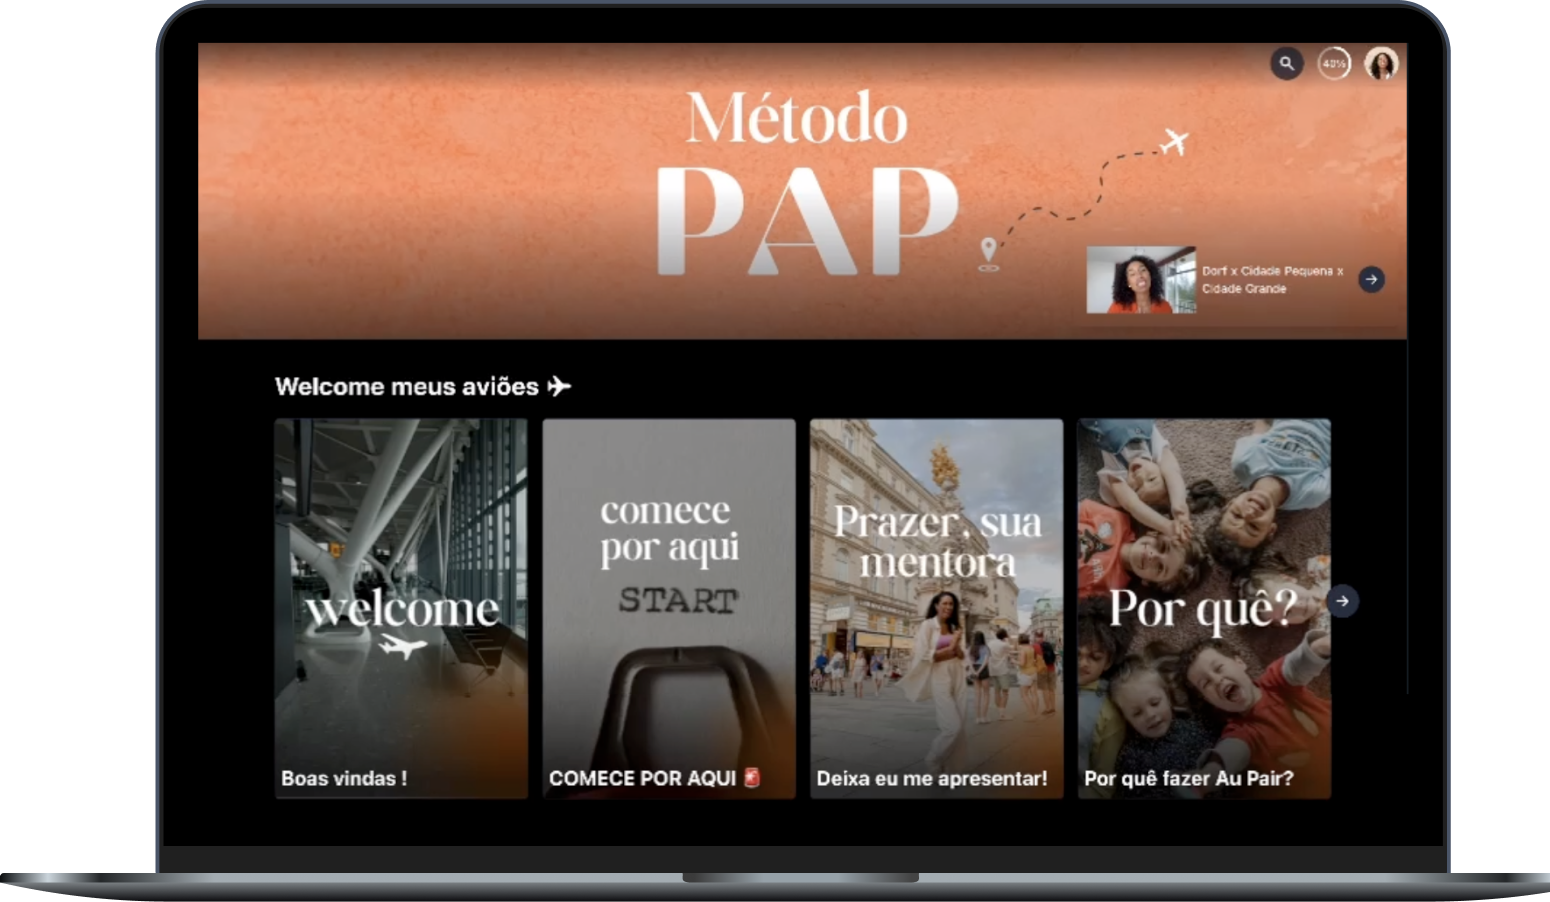 40%
Método
PAP
Dorf x Cidade Pequena x
Cidade Grande
Welcome meus aviões
welcome
Boas vindas !
comece
por aqui
START
COMECE POR AQUI
Prazer, sua
mentora
Deixa eu me apresentar!
Por quê?
Por quê fazer Au Pair?